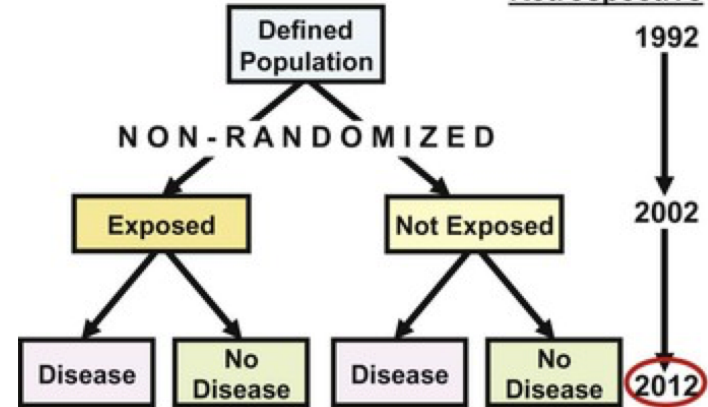 Defined
Population
1992
NON-RANDOMIZED
Exposed
Not Exposed
2002
Disease
No
Disease
Disease
No
Disease
2012